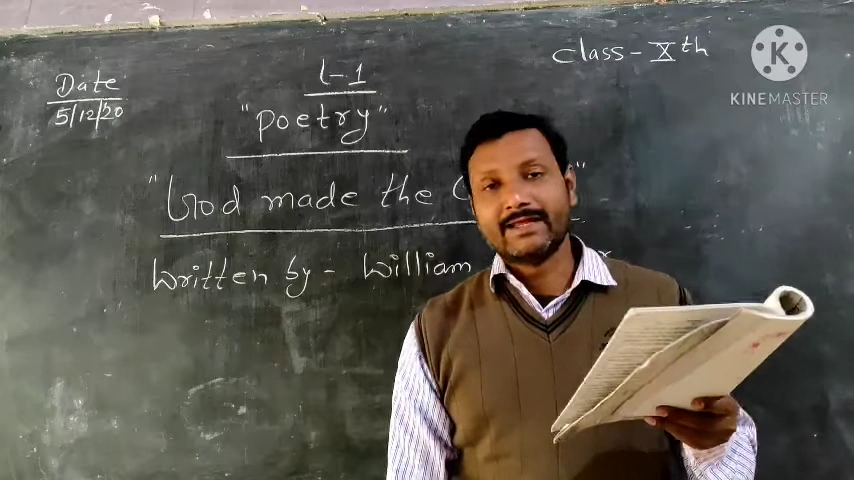 Date
5/12/20
L-1
Class-Xth
"Poetry"
"God made the C
"
Written by - William
KINEMASTER